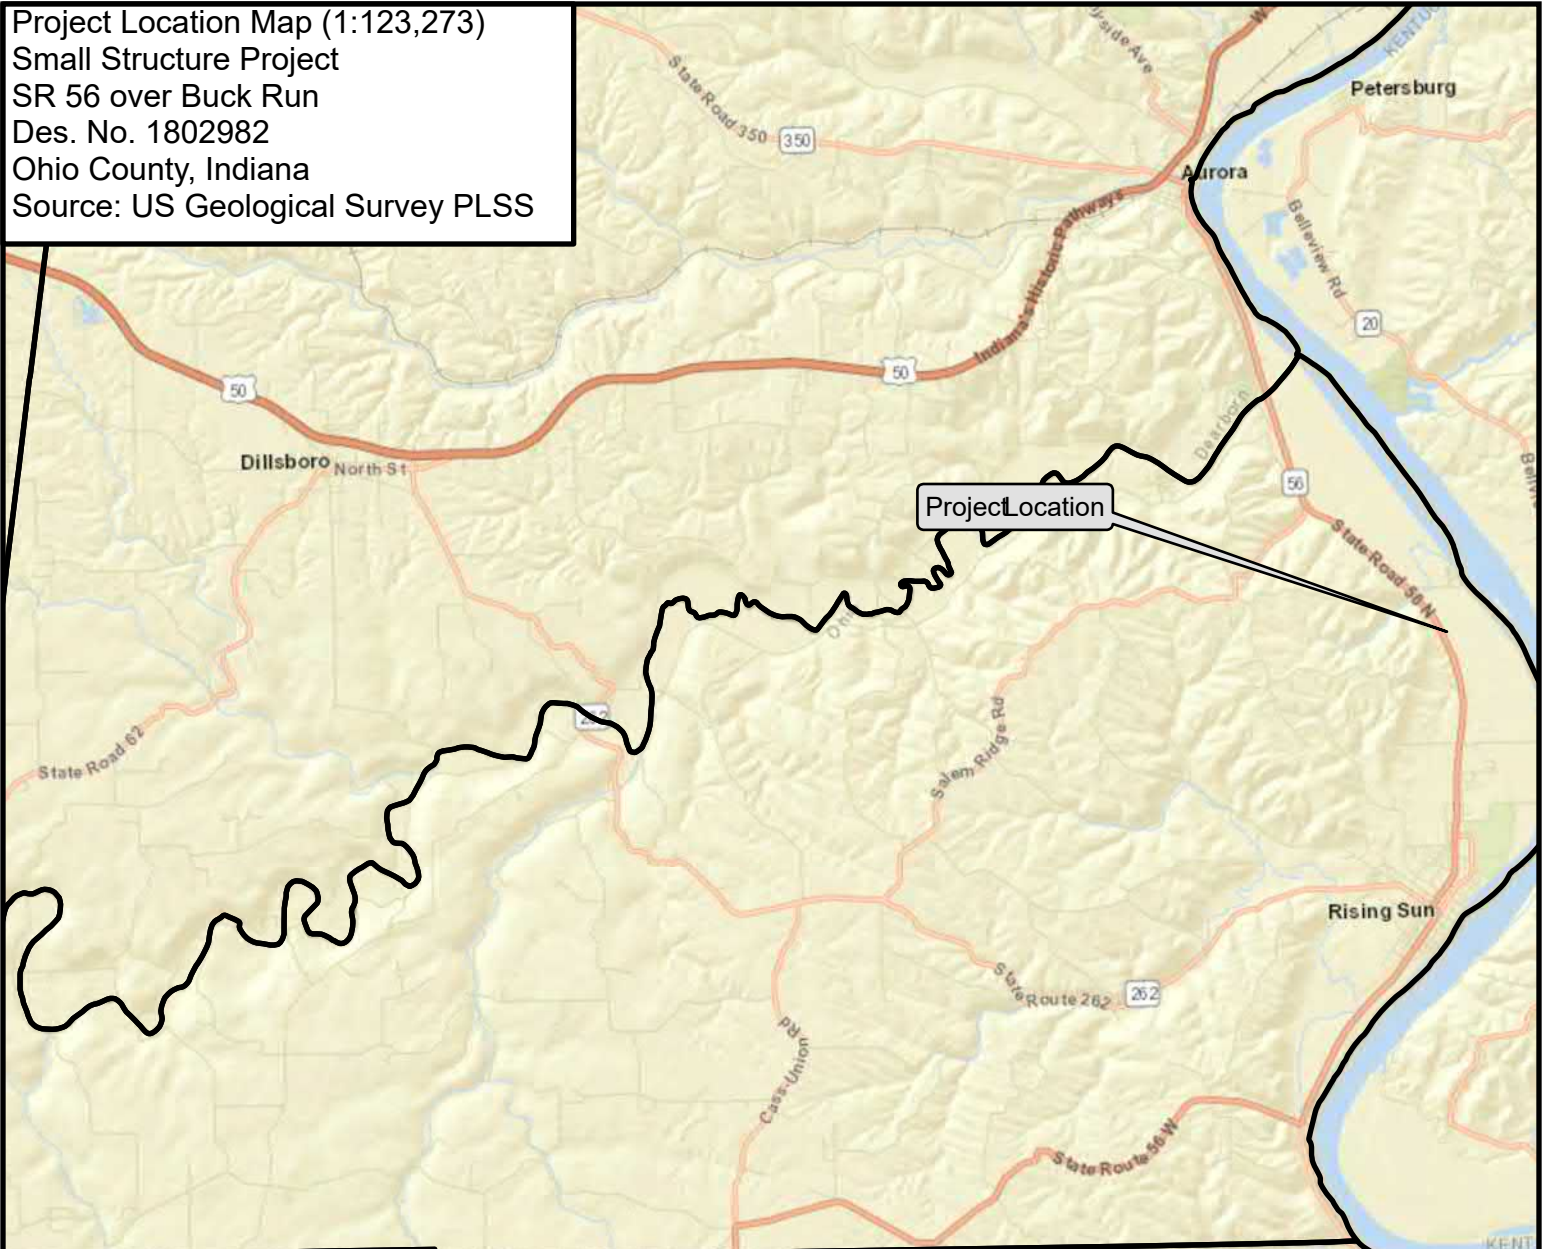 Project Location Map (1:123,273)
Small Structure Project
SR 56 over Buck Run
Des. No. 1802982
Ohio County, Indiana
Source: US Geological Survey PLSS
KENTUC
Petersburg
State Road 350
350
Aurora
Indiana's Historic Pathways
Belleview Rd
20
50
50
Dillsboro
North St
Dearborn
56
Project Location
State Road 56 N
262
State Road 62
Salem Ridge Rd
Rising Sun
State Route 262
262
Cass-Union Rd
State Route 56 W
KENT